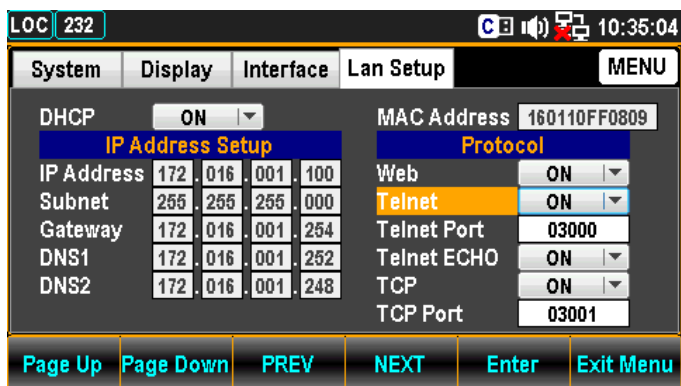 LOC 232 C 10:35:04
System Display Interface Lan Setup MENU
DHCP ON MAC Address 160110FF0809
IP Address Setup Protocol
IP Address 172 . 016 . 001 . 100 Web ON
Subnet 255 . 255 . 255 . 000 Telnet ON
Gateway 172 . 016 . 001 . 254 Telnet Port 03000
DNS1 172 . 016 . 001 . 252 Telnet ECHO ON
DNS2 172 . 016 . 001 . 248 TCP ON
TCP Port 03001
Page Up Page Down PREV NEXT Enter Exit Menu